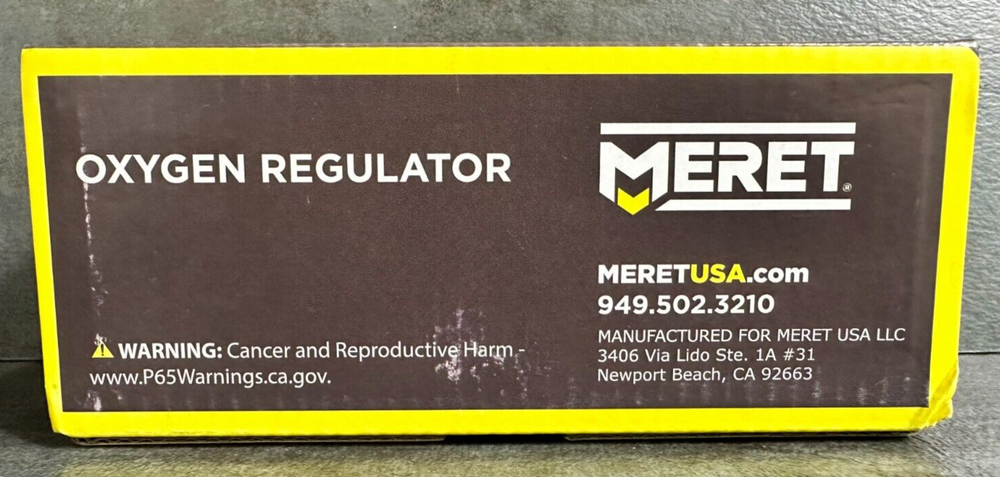 OXYGEN REGULATOR
MERET®
MERETUSA.com
949.502.3210
MANUFACTURED FOR MERET USA LLC
3406 Via Lido Ste. 1A #31
Newport Beach, CA 92663
WARNING: Cancer and Reproductive Harm -
www.P65Warnings.ca.gov.